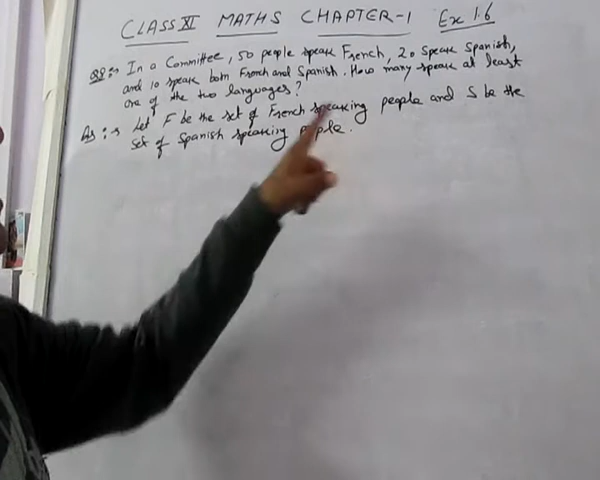 CLASS XI MATHS CHAPTER-1 Ex 1.6
Q8:→ In a Committee, 50 people speak French, 20 speak Spanish,
and 10 speak both French and Spanish. How many speak at least
one of the two languages?
As:→ Let F be the set of French speaking people and S be the
set of Spanish speaking people.